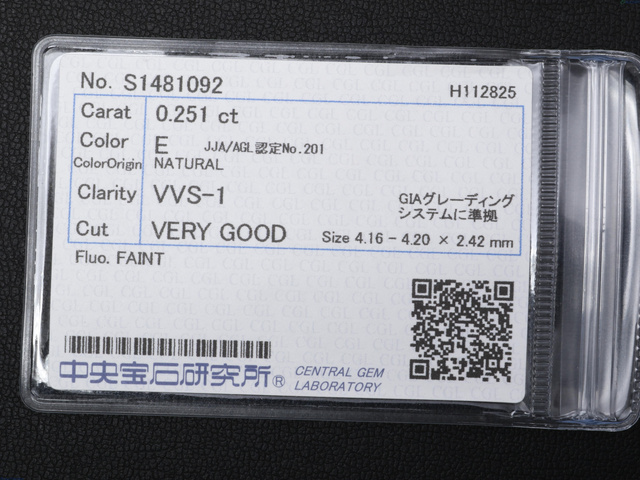 No. S1481092 H112825
Carat 0.251 ct
Color E JJA/AGL認定No.201
ColorOrigin NATURAL
Clarity VVS-1 GIAグレーディング
システムに準拠
Cut VERY GOOD Size 4.16 – 4.20 × 2.42 mm
Fluo. FAINT
中央宝石研究所® CENTRAL GEM
LABORATORY